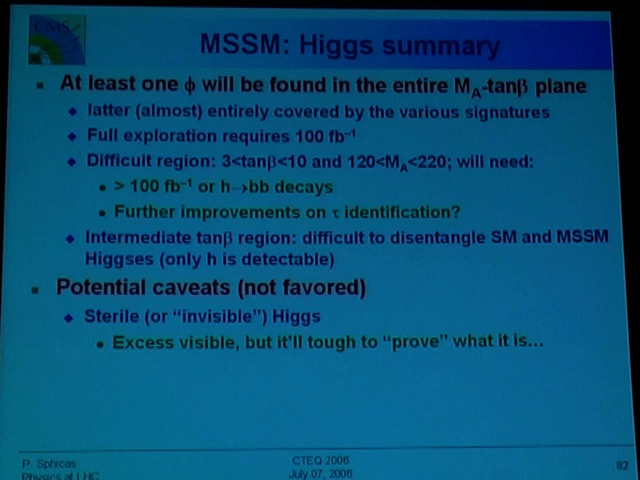 CMS
MSSM: Higgs summary
At least one ϕ will be found in the entire M_A-tanβ plane
latter (almost) entirely covered by the various signatures
Full exploration requires 100 fb⁻¹
Difficult region: 3<tanβ<10 and 120<M_A<220; will need:
> 100 fb⁻¹ or h→bb decays
Further improvements on τ identification?
Intermediate tanβ region: difficult to disentangle SM and MSSM
Higgses (only h is detectable)
Potential caveats (not favored)
Sterile (or “invisible”) Higgs
Excess visible, but it’ll tough to “prove” what it is…
P. Sphicas
Physics at LHC
CTEQ 2006
July 07, 2006
82